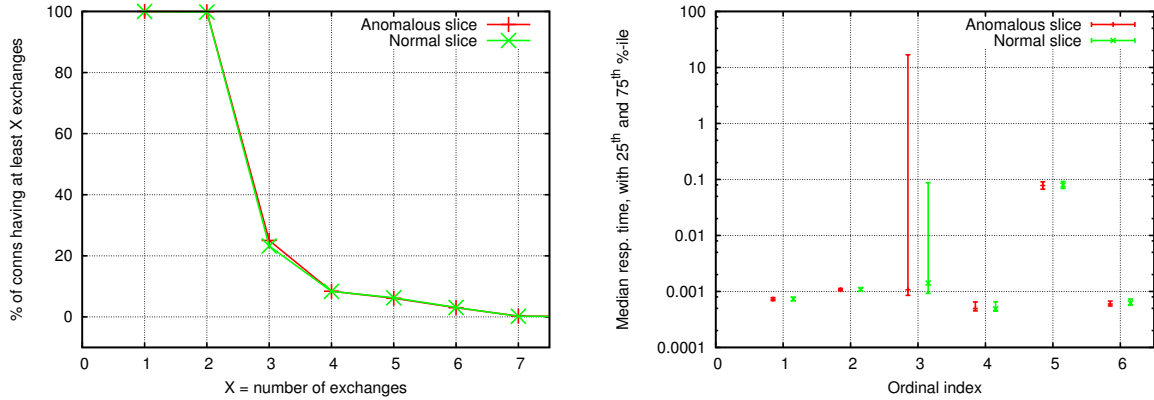 % of conns having at least X exchanges
100
80
60
40
20
0
0 1 2 3 4 5 6 7
X = number of exchanges
Anomalous slice
Normal slice
Median resp. time, with 25th and 75th %-ile
100
10
1
0.1
0.01
0.001
0.0001
0 1 2 3 4 5 6
Ordinal index
Anomalous slice
Normal slice